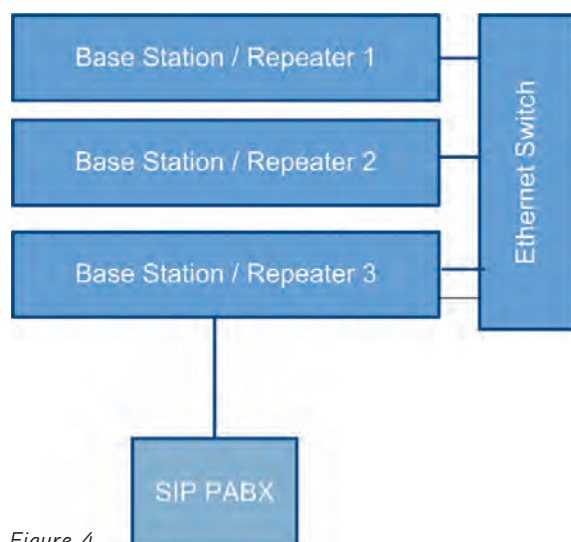 Base Station / Repeater 1
Base Station / Repeater 2
Base Station / Repeater 3
Ethernet Switch
SIP PABX
Figure 4